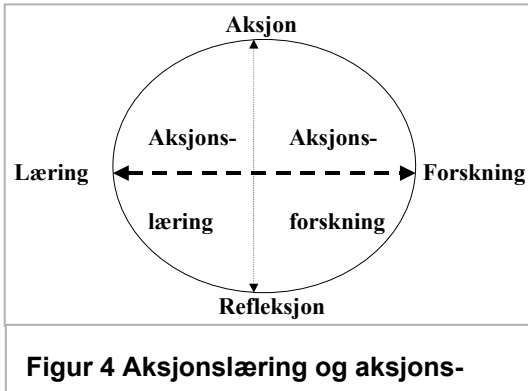 Aksjon
Aksjons- Aksjons-
Læring Forskning
læring forskning
Refleksjon
Figur 4 Aksjonslæring og aksjons-